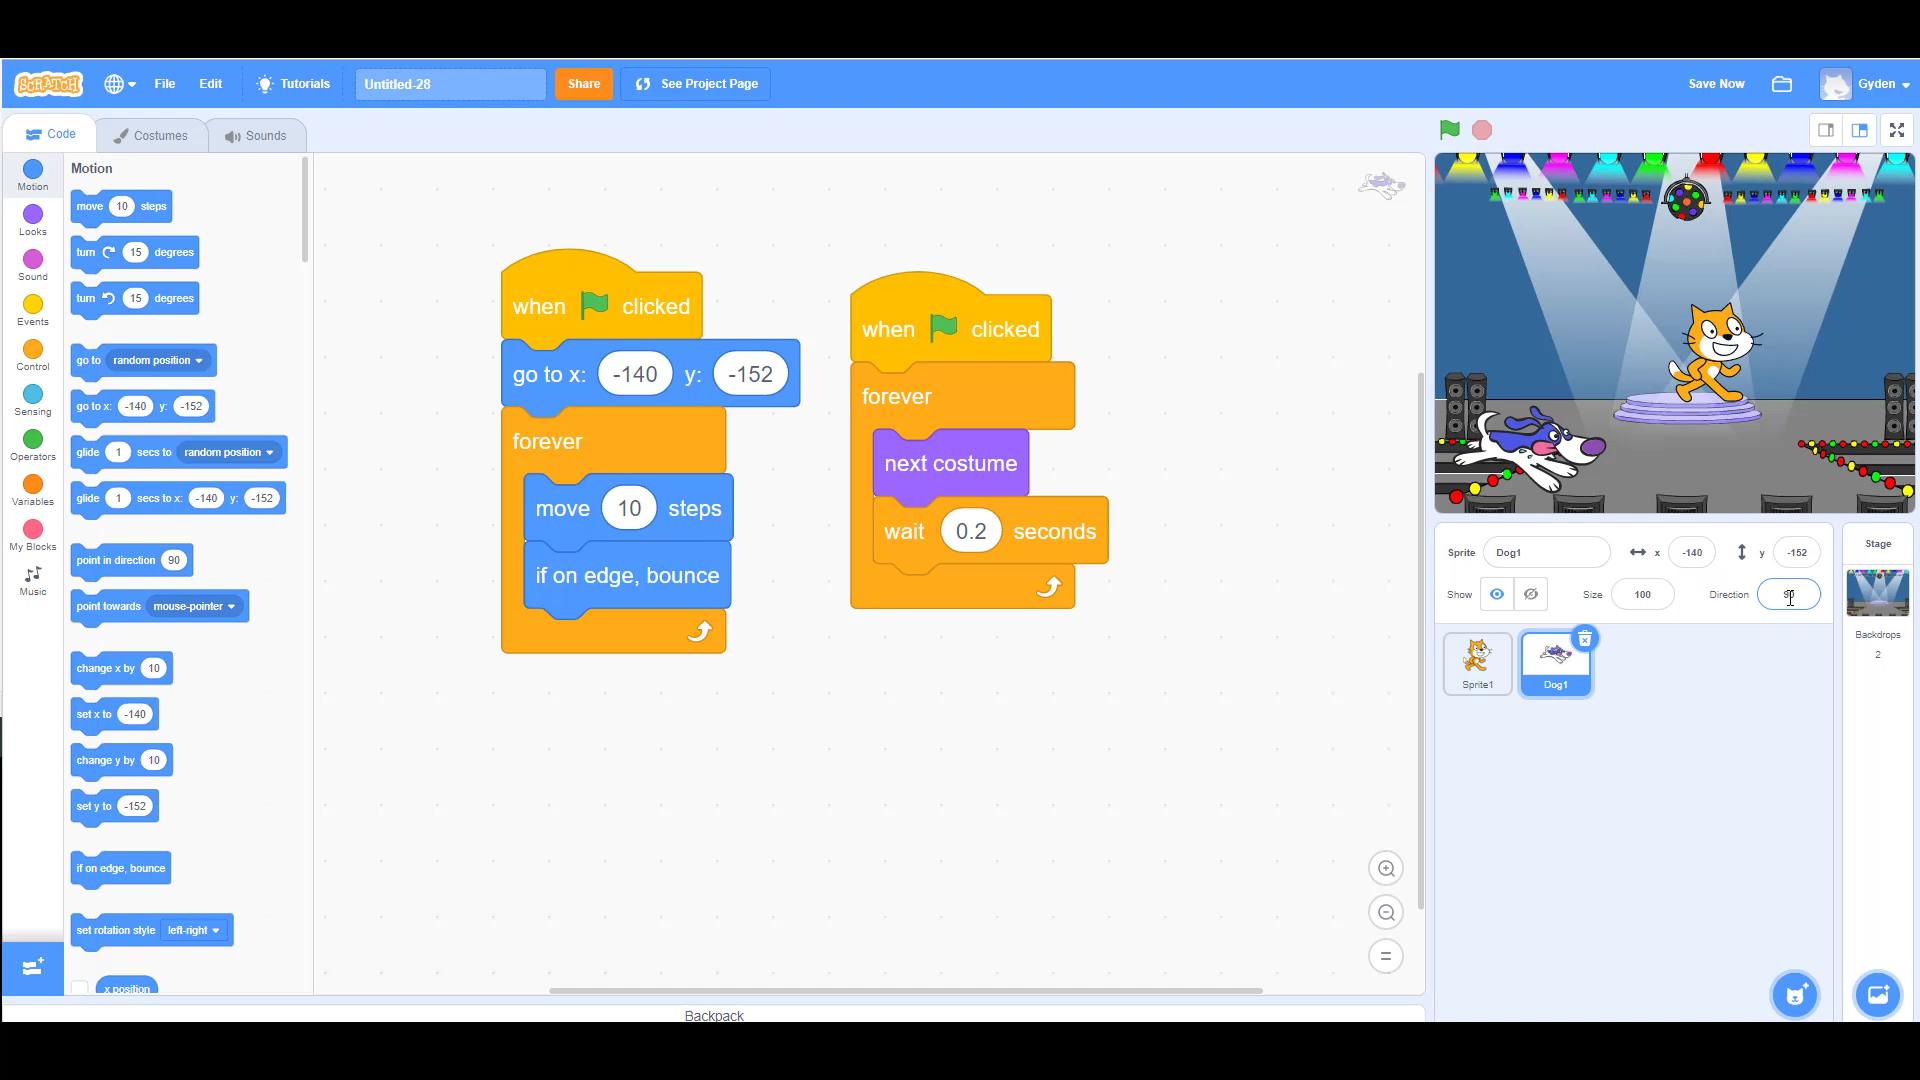 SCRATCH File Edit Tutorials Untitled-28 Share See Project Page Save Now Gyden
Code Costumes Sounds
Motion
Looks
Sound
Events
Control
Sensing
Operators
Variables
My Blocks
Music
Motion
move 10 steps
turn 15 degrees
turn 15 degrees
go to random position
go to x: -140 y: -152
glide 1 secs to random position
glide 1 secs to x: -140 y: -152
point in direction 90
point towards mouse-pointer
change x by 10
set x to -140
change y by 10
set y to -152
if on edge, bounce
set rotation style left-right
x position
when clicked
go to x: -140 y: -152
forever
move 10 steps
if on edge, bounce
when clicked
forever
next costume
wait 0.2 seconds
Sprite Dog1 x -140 y -152
Show Size 100 Direction
Sprite1
Dog1
Stage
Backdrops
2
Backpack